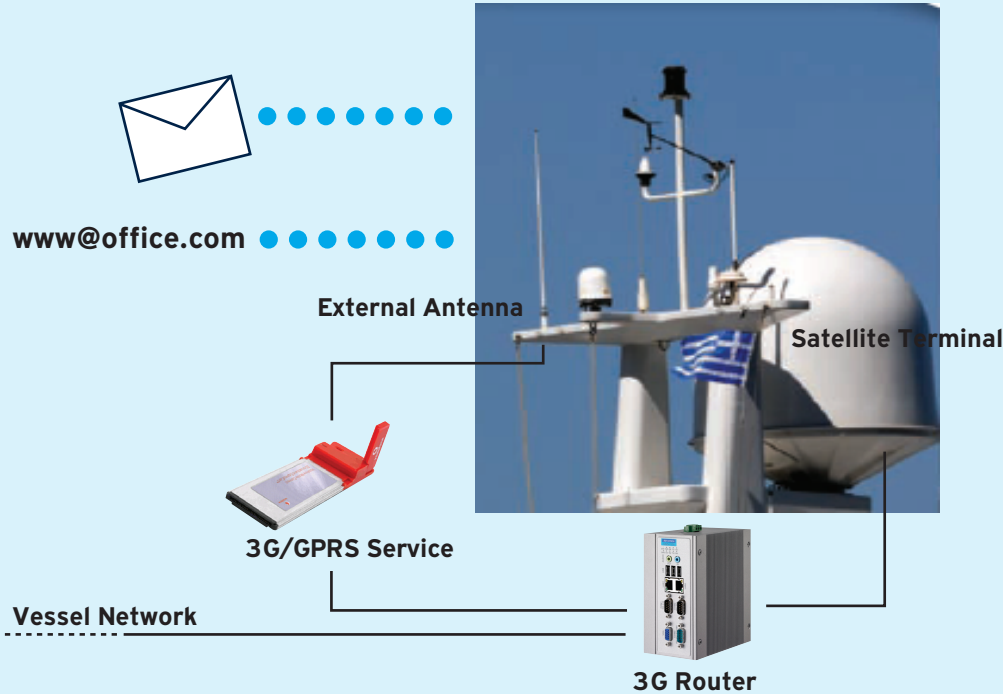 www@office.com
External Antenna
Satellite Terminal
3G/GPRS Service
Vessel Network
3G Router